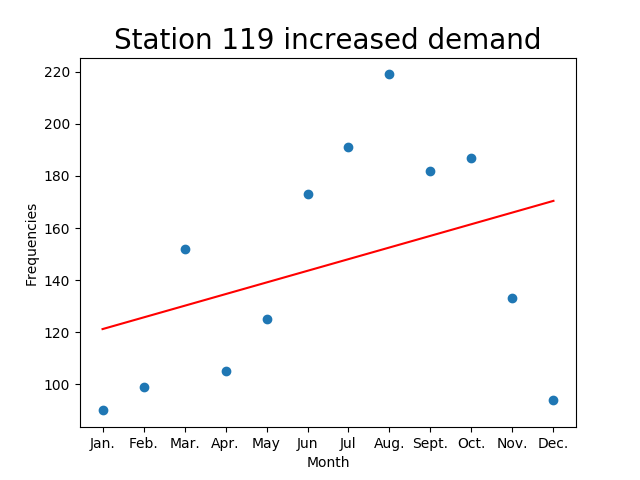 Station 119 increased demand
220
200
180
160
140
120
100
Frequencies
Jan. Feb. Mar. Apr. May Jun Jul Aug. Sept. Oct. Nov. Dec.
Month